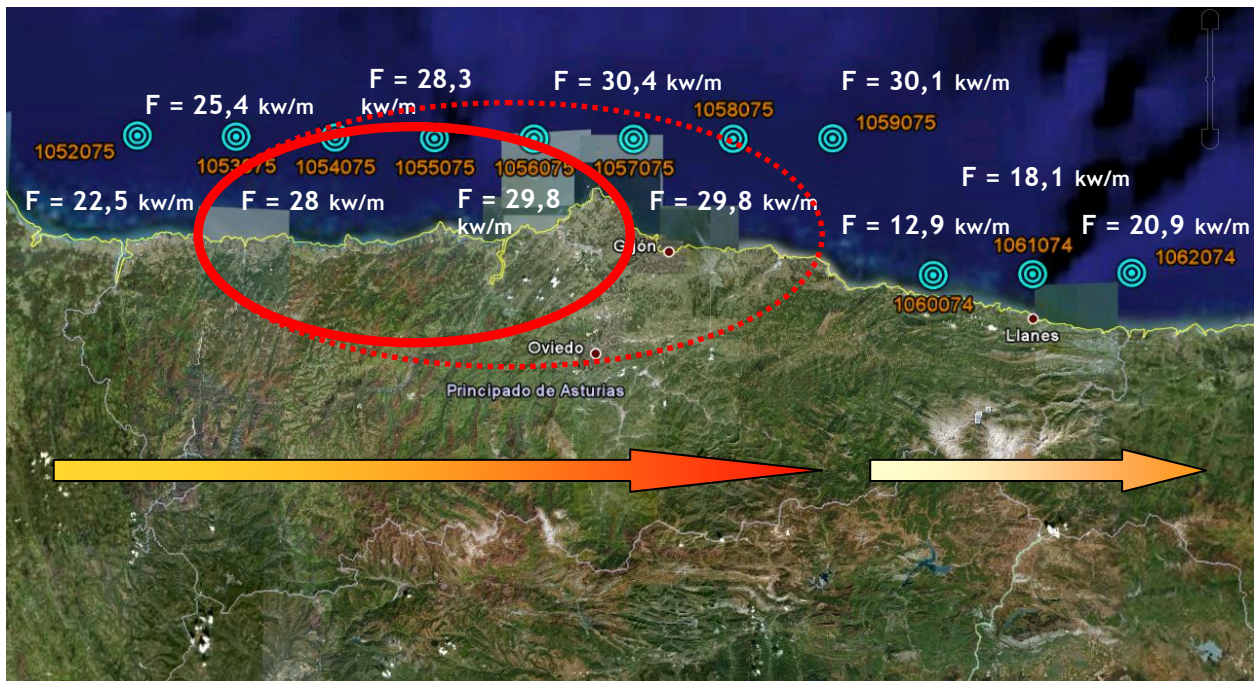 F = 28,3
kw/m
F = 30,4 kw/m
F = 30,1 kw/m
F = 25,4 kw/m
1058075
1059075
1052075
1053075
1054075
1055075
1056075
1057075
F = 22,5 kw/m
F = 28 kw/m
F = 29,8
kw/m
F = 29,8 kw/m
F = 18,1 kw/m
F = 12,9 kw/m
F = 20,9 kw/m
Gijón
1061074
1062074
1060074
Llanes
Oviedo
Principado de Asturias